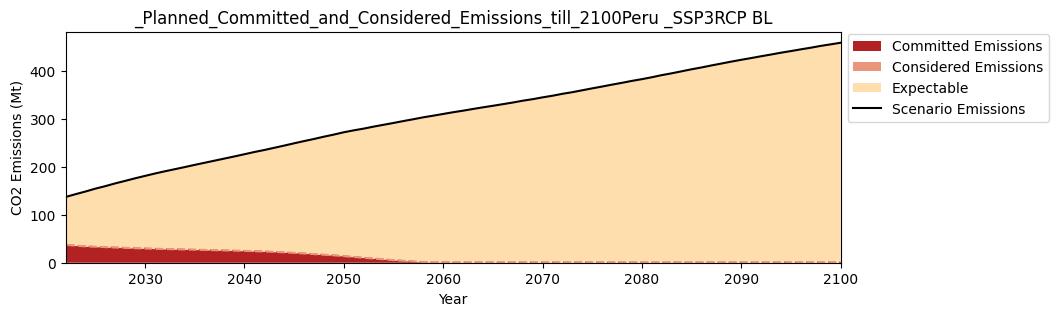 _Planned_Committed_and_Considered_Emissions_till_2100Peru _SSP3RCP BL
CO2 Emissions (Mt)
400
300
200
100
0
2030 2040 2050 2060 2070 2080 2090 2100
Year
Committed Emissions
Considered Emissions
Expectable
Scenario Emissions